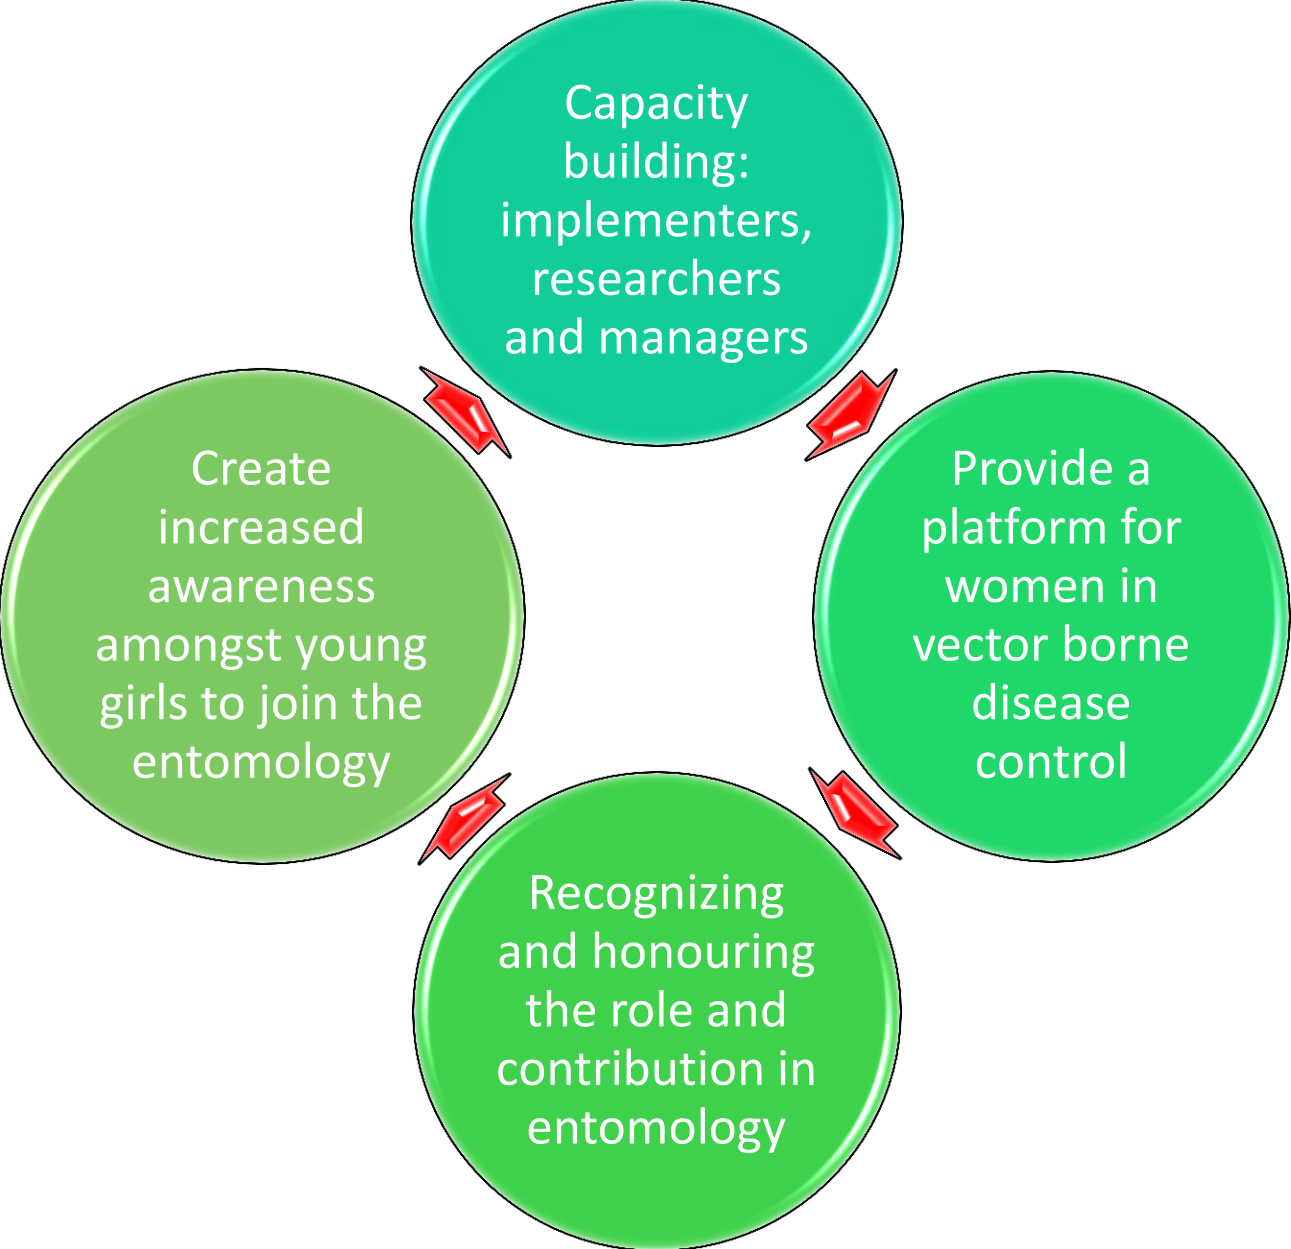 Capacity
building:
implementers,
researchers
and managers
Provide a
platform for
women in
vector borne
disease
control
Recognizing
and honouring
the role and
contribution in
entomology
Create
increased
awareness
amongst young
girls to join the
entomology